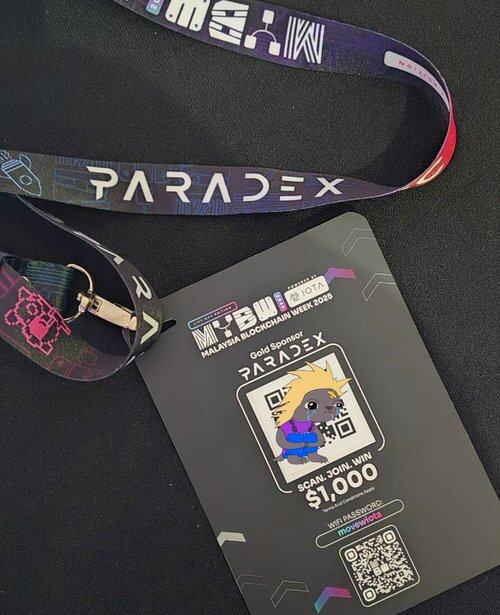 MYBW
PARADEX
MYBW
POWERED BY
IOTA
MALAYSIA BLOCKCHAIN WEEK 2025
Gold Sponsor
PARADEX
SCAN. JOIN. WIN
$1,000
Terms And Conditions Apply
WIFI PASSWORD:
movewiota